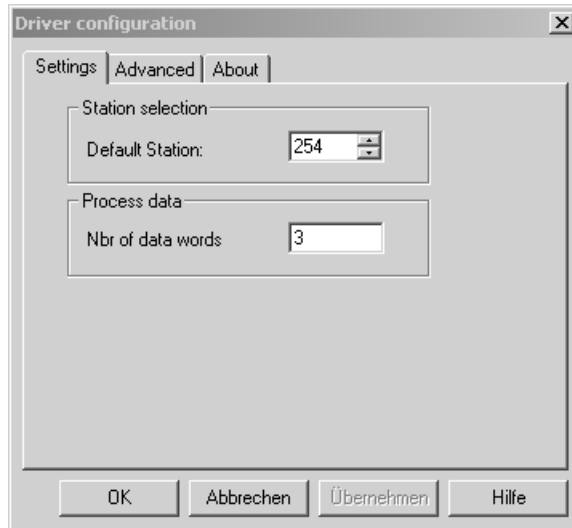 Driver configuration
Settings Advanced About
Station selection
Default Station: 254
Process data
Nbr of data words 3
OK Abbrechen Übernehmen Hilfe